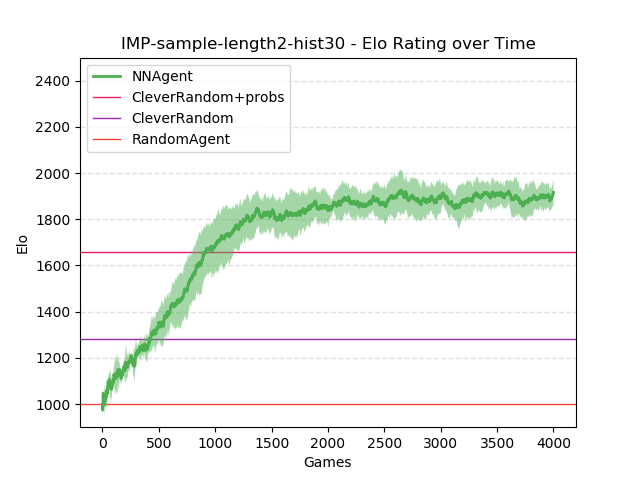 IMP-sample-length2-hist30 - Elo Rating over Time
NNAgent
CleverRandom+probs
CleverRandom
RandomAgent
2400
2200
2000
1800
1600
1400
1200
1000
Elo
0 500 1000 1500 2000 2500 3000 3500 4000
Games